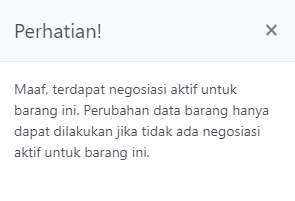 Perhatian!
Maaf, terdapat negosiasi aktif untuk
barang ini. Perubahan data barang hanya
dapat dilakukan jika tidak ada negosiasi
aktif untuk barang ini.